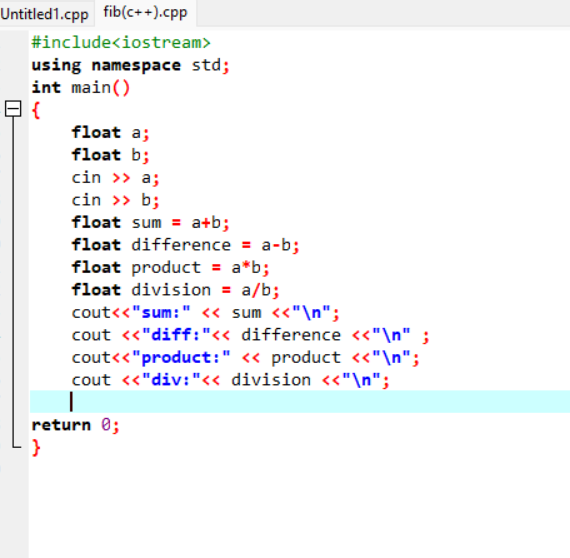 Untitled1.cpp fib(c++).cpp
#include<iostream>
using namespace std;
int main()
{
    float a;
    float b;
    cin >> a;
    cin >> b;
    float sum = a+b;
    float difference = a-b;
    float product = a*b;
    float division = a/b;
    cout<<"sum:" << sum <<"\n";
    cout <<"diff:"<< difference <<"\n" ;
    cout<<"product:" << product <<"\n";
    cout <<"div:"<< division <<"\n";
return 0;
}